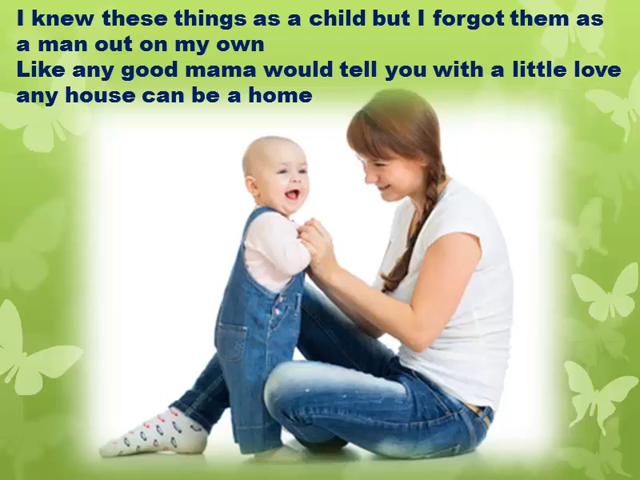 I knew these things as a child but I forgot them as
a man out on my own
Like any good mama would tell you with a little love
any house can be a home